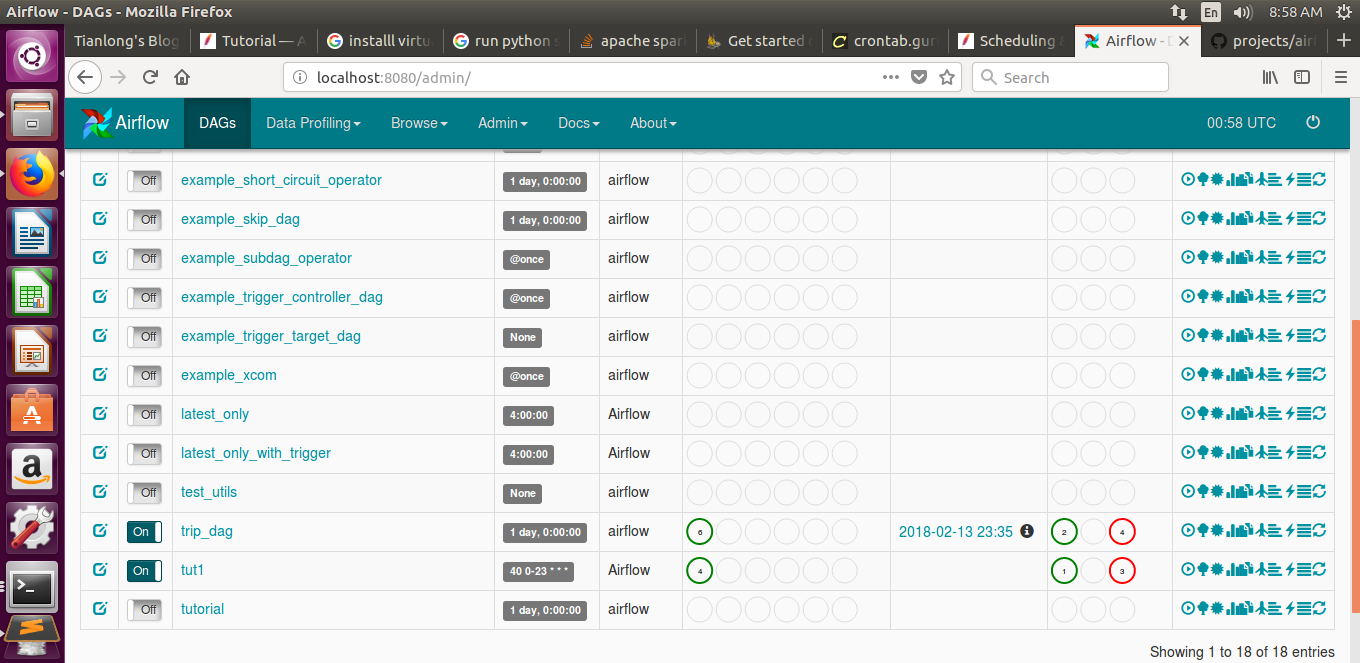 Airflow - DAGs - Mozilla Firefox
En
8:58 AM
Tianlong's Blog
Tutorial — A
installl virtu
run python s
apache spar
Get started
crontab.gur
Scheduling &
Airflow - D
projects/airf
localhost:8080/admin/
Search
Airflow
DAGs
Data Profiling
Browse
Admin
Docs
About
00:58 UTC
Off example_short_circuit_operator 1 day, 0:00:00 airflow
Off example_skip_dag 1 day, 0:00:00 airflow
Off example_subdag_operator @once airflow
Off example_trigger_controller_dag @once airflow
Off example_trigger_target_dag None airflow
Off example_xcom @once airflow
Off latest_only 4:00:00 Airflow
Off latest_only_with_trigger 4:00:00 Airflow
Off test_utils None airflow
On trip_dag 1 day, 0:00:00 airflow 6 2018-02-13 23:35 2 4
On tut1 40 0-23 * * * Airflow 4 1 3
Off tutorial 1 day, 0:00:00 airflow
Showing 1 to 18 of 18 entries